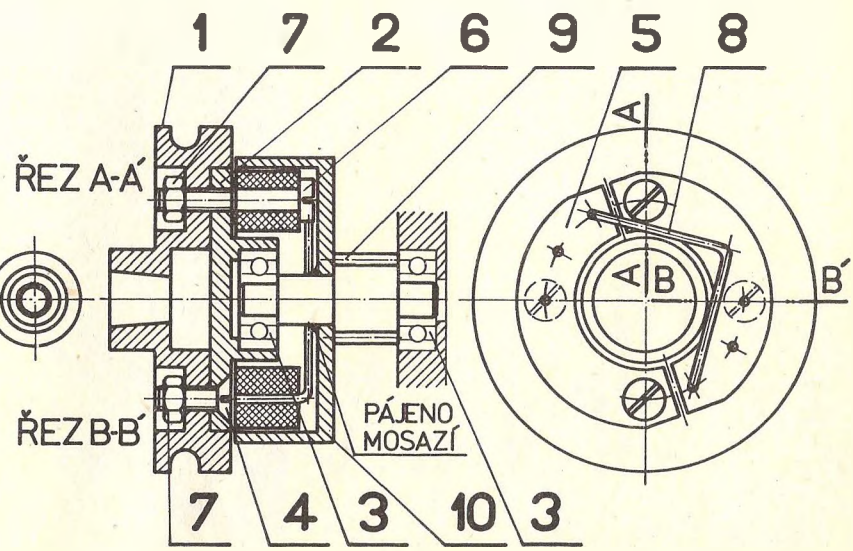 1 7 2 6 9 5 8
ŘEZ A-A´
A
A B B´
PÁJENO
MOSAZÍ
ŘEZ B-B´
7 4 3 10 3